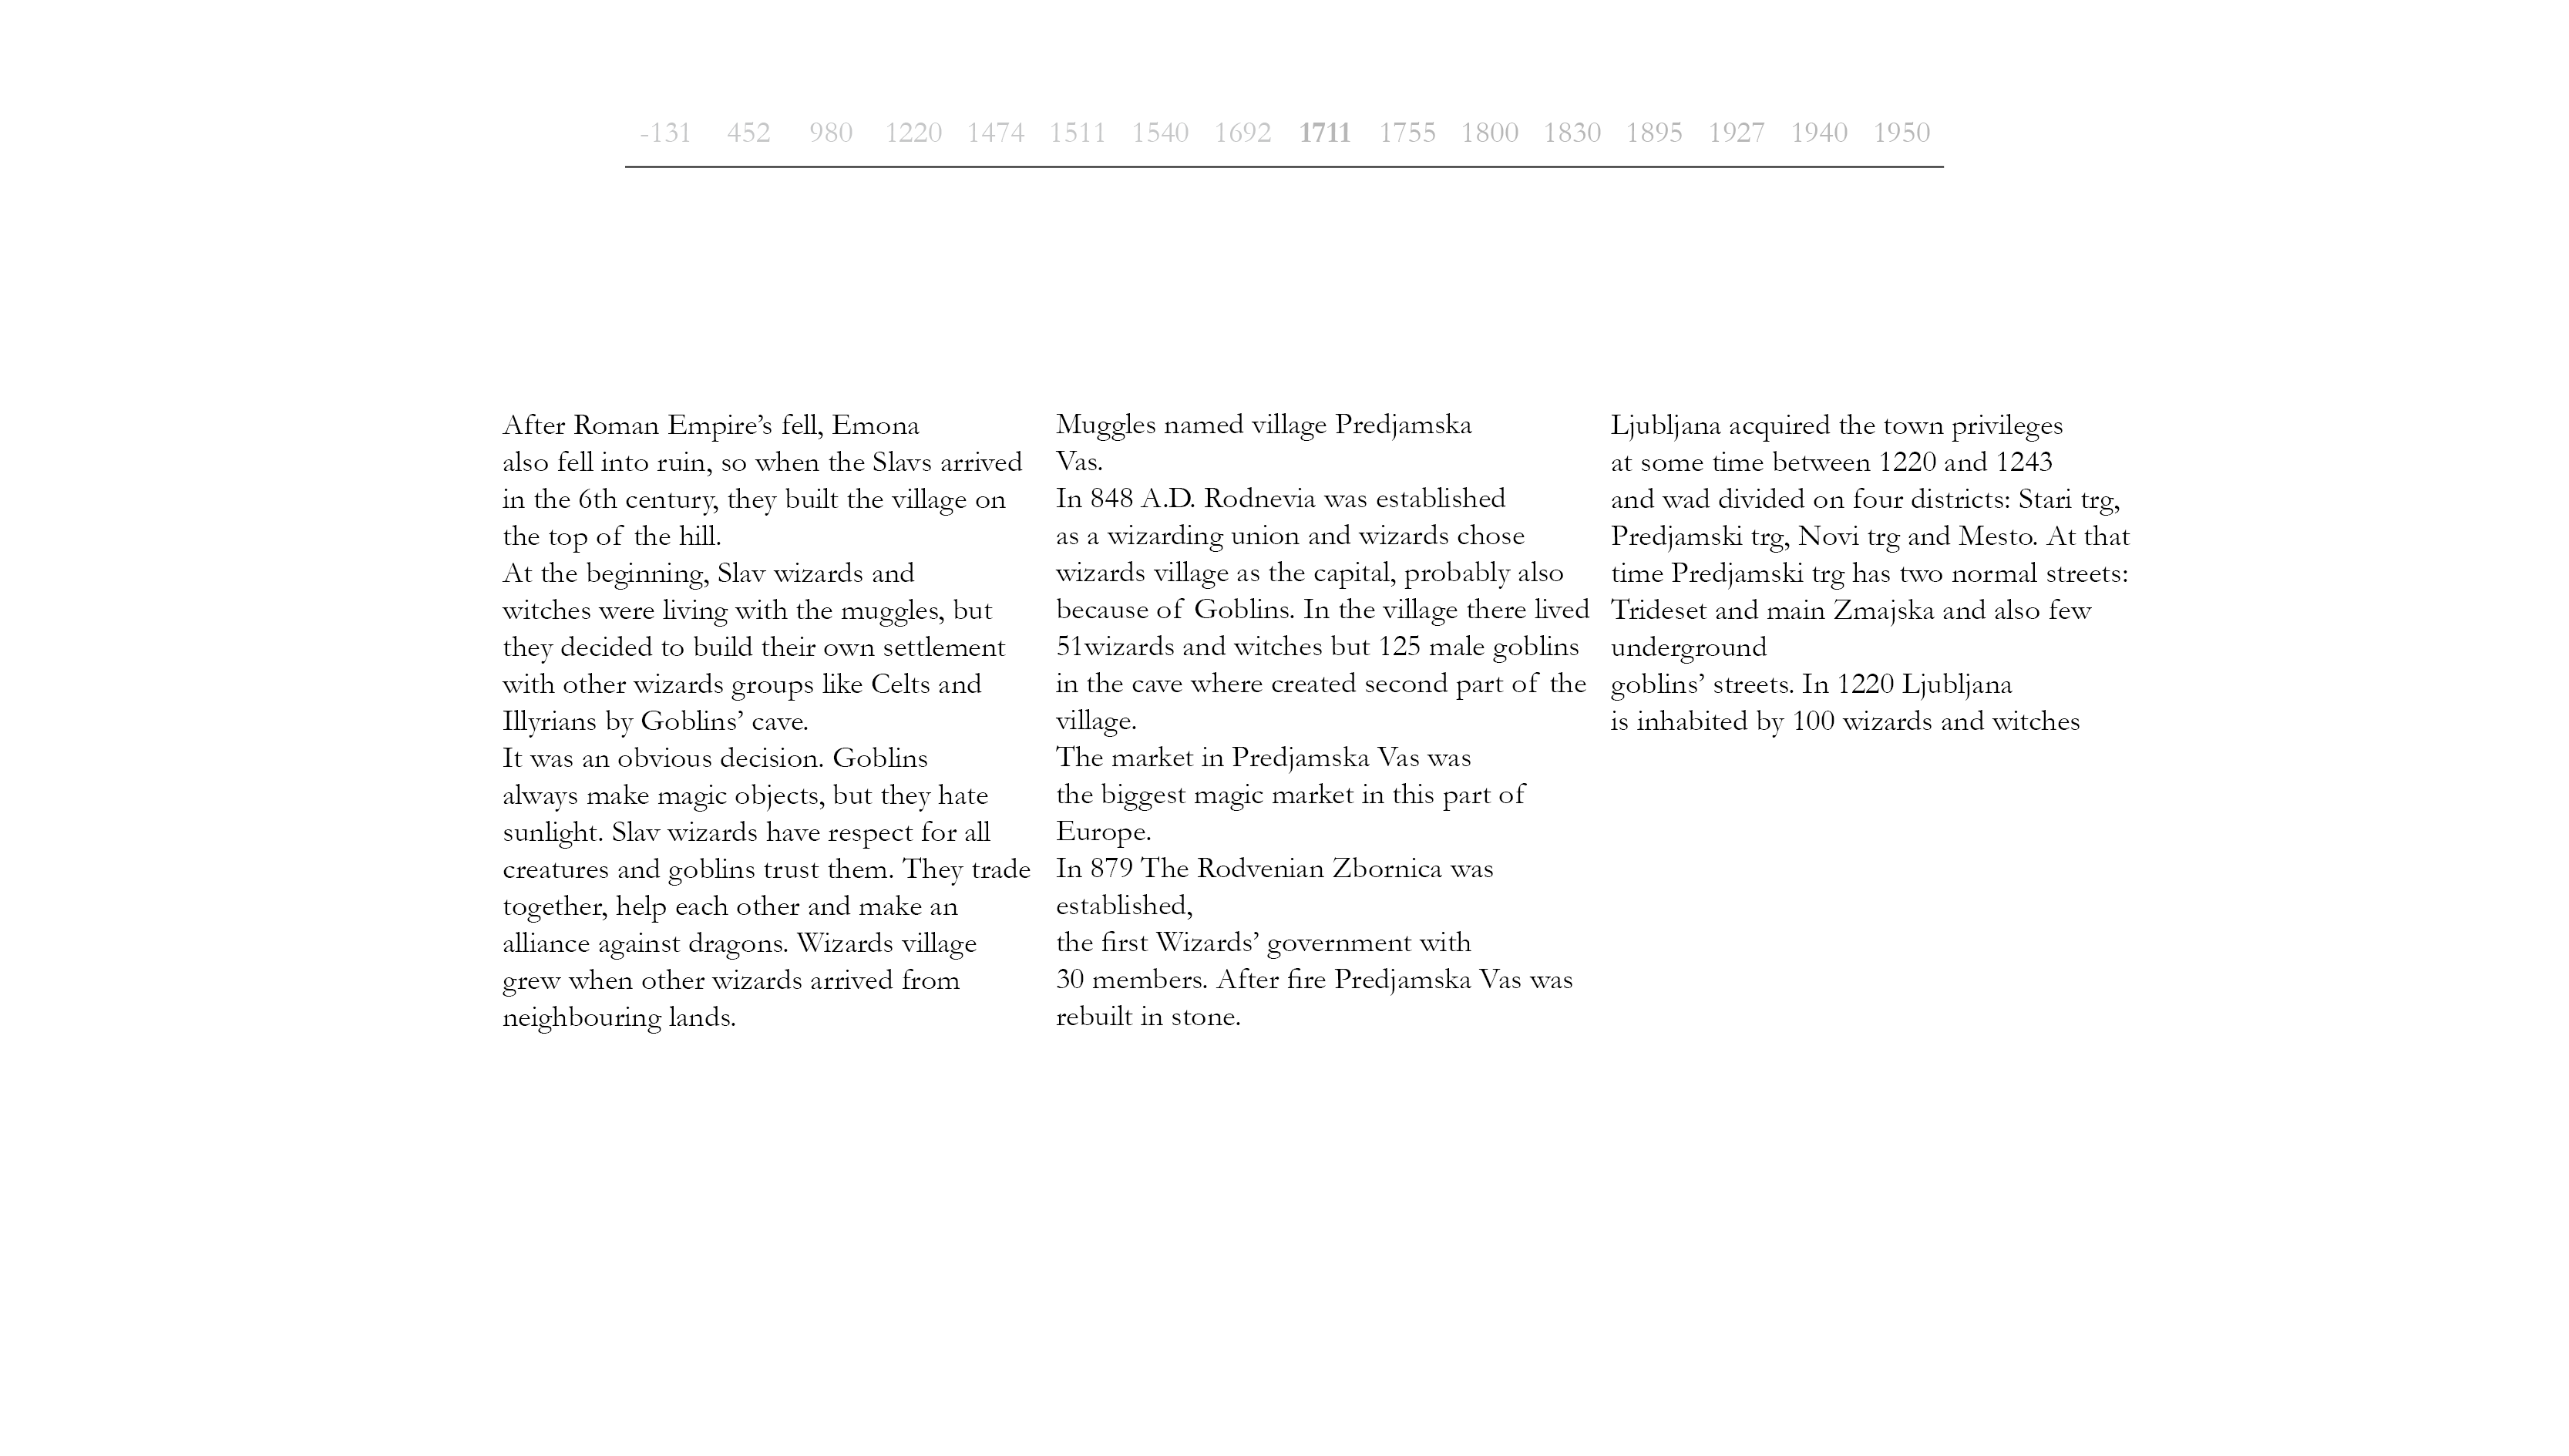 -131 452 980 1220 1474 1511 1540 1692 1711 1755 1800 1830 1895 1927 1940 1950
After Roman Empire’s fell, Emona
also fell into ruin, so when the Slavs arrived
in the 6th century, they built the village on
the top of the hill.
At the beginning, Slav wizards and
witches were living with the muggles, but
they decided to build their own settlement
with other wizards groups like Celts and
Illyrians by Goblins’ cave.
It was an obvious decision. Goblins
always make magic objects, but they hate
sunlight. Slav wizards have respect for all
creatures and goblins trust them. They trade
together, help each other and make an
alliance against dragons. Wizards village
grew when other wizards arrived from
neighbouring lands.
Muggles named village Predjamska
Vas.
In 848 A.D. Rodnevia was established
as a wizarding union and wizards chose
wizards village as the capital, probably also
because of Goblins. In the village there lived
51wizards and witches but 125 male goblins
in the cave where created second part of the
village.
The market in Predjamska Vas was
the biggest magic market in this part of
Europe.
In 879 The Rodvenian Zbornica was
established,
the first Wizards’ government with
30 members. After fire Predjamska Vas was
rebuilt in stone.
Ljubljana acquired the town privileges
at some time between 1220 and 1243
and wad divided on four districts: Stari trg,
Predjamski trg, Novi trg and Mesto. At that
time Predjamski trg has two normal streets:
Trideset and main Zmajska and also few
underground
goblins’ streets. In 1220 Ljubljana
is inhabited by 100 wizards and witches